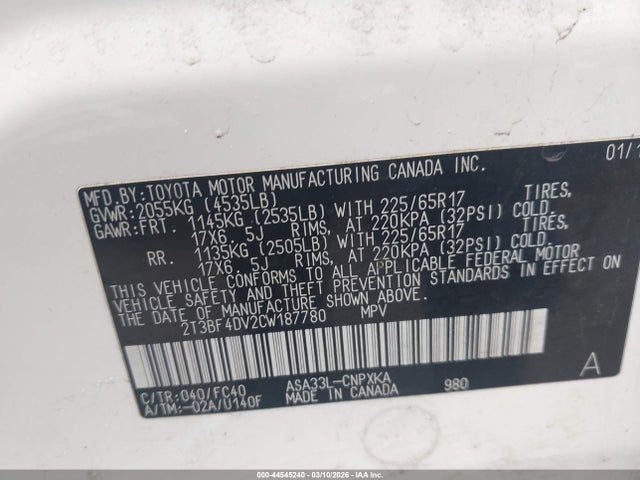 MFD.BY:TOYOTA MOTOR MANUFACTURING CANADA INC. 01/1
GVWR:2055KG (4535LB)
GAWR:FRT. 1145KG (2535LB) WITH 225/65R17 TIRES,
17X6.5J RIMS, AT 220KPA (32PSI) COLD.
RR. 1135KG (2505LB) WITH 225/65R17 TIRES,
17X6.5J RIMS, AT 220KPA (32PSI) COLD.
THIS VEHICLE CONFORMS TO ALL APPLICABLE FEDERAL MOTOR
VEHICLE SAFETY AND THEFT PREVENTION STANDARDS IN EFFECT ON
THE DATE OF MANUFACTURE SHOWN ABOVE.
2T3BF4DV2CW187780 MPV
C/TR:040/FC40 ASA33L-CNPXKA 980 A
A/TM:-02A/U140F MADE IN CANADA
000-44545240 - 03/10/2026 - COPART